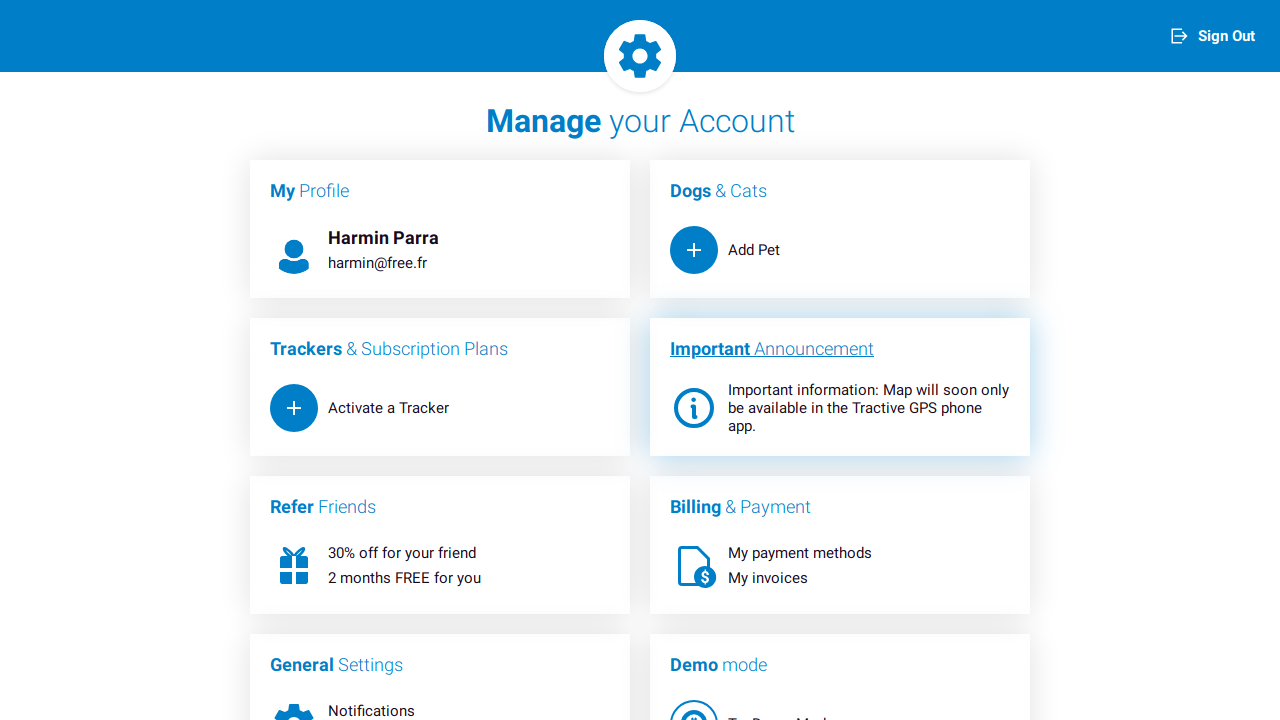 Sign Out
Manage your Account
My Profile
Harmin Parra
harmin@free.fr
Dogs & Cats
Add Pet
Trackers & Subscription Plans
Activate a Tracker
Important Announcement
Important information: Map will soon only
be available in the Tractive GPS phone
app.
Refer Friends
30% off for your friend
2 months FREE for you
Billing & Payment
My payment methods
My invoices
General Settings
Notifications
Demo mode